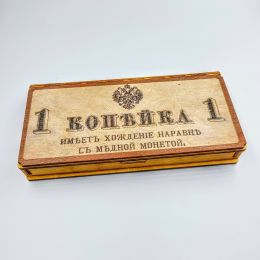 1 КОПѢЙКА 1
ИМѢЕТЪ ХОЖДЕНІЕ НАРАВНѢ
СЪ МѢДНОЙ МОНЕТОЙ.